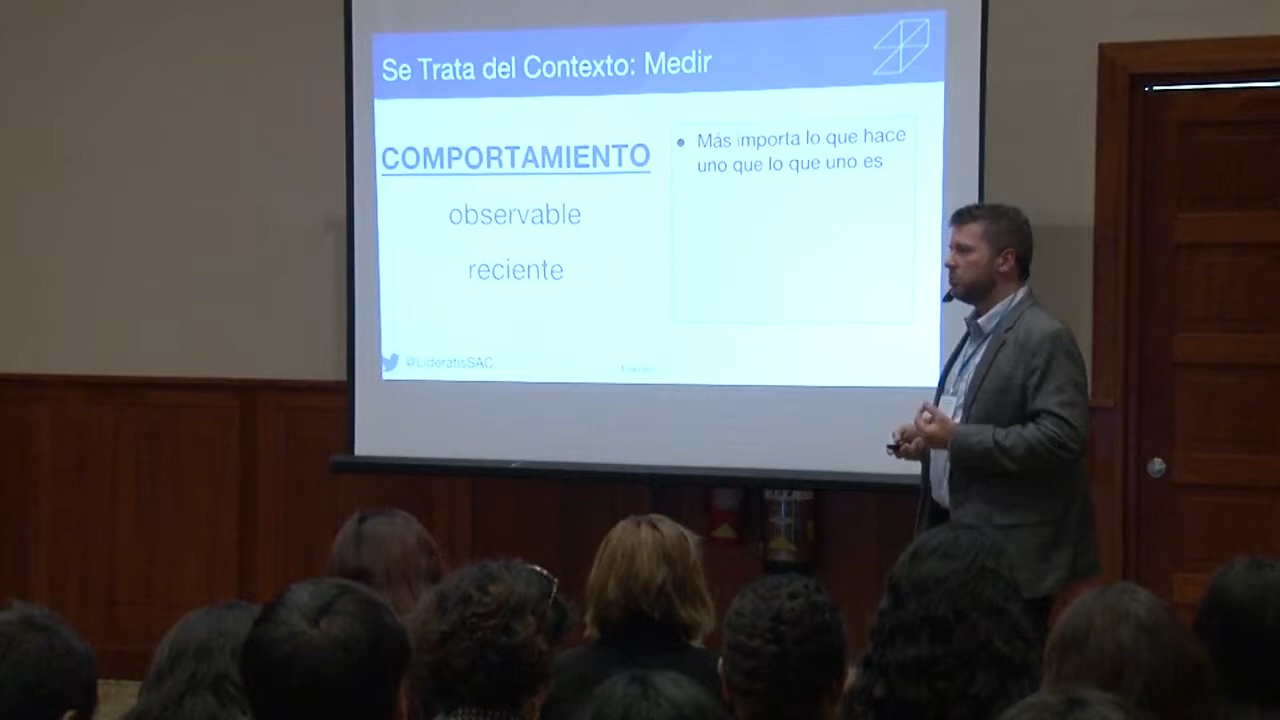 Se Trata del Contexto: Medir
COMPORTAMIENTO
observable
reciente
• Más importa lo que hace
uno que lo que uno es
@LideratisSAC